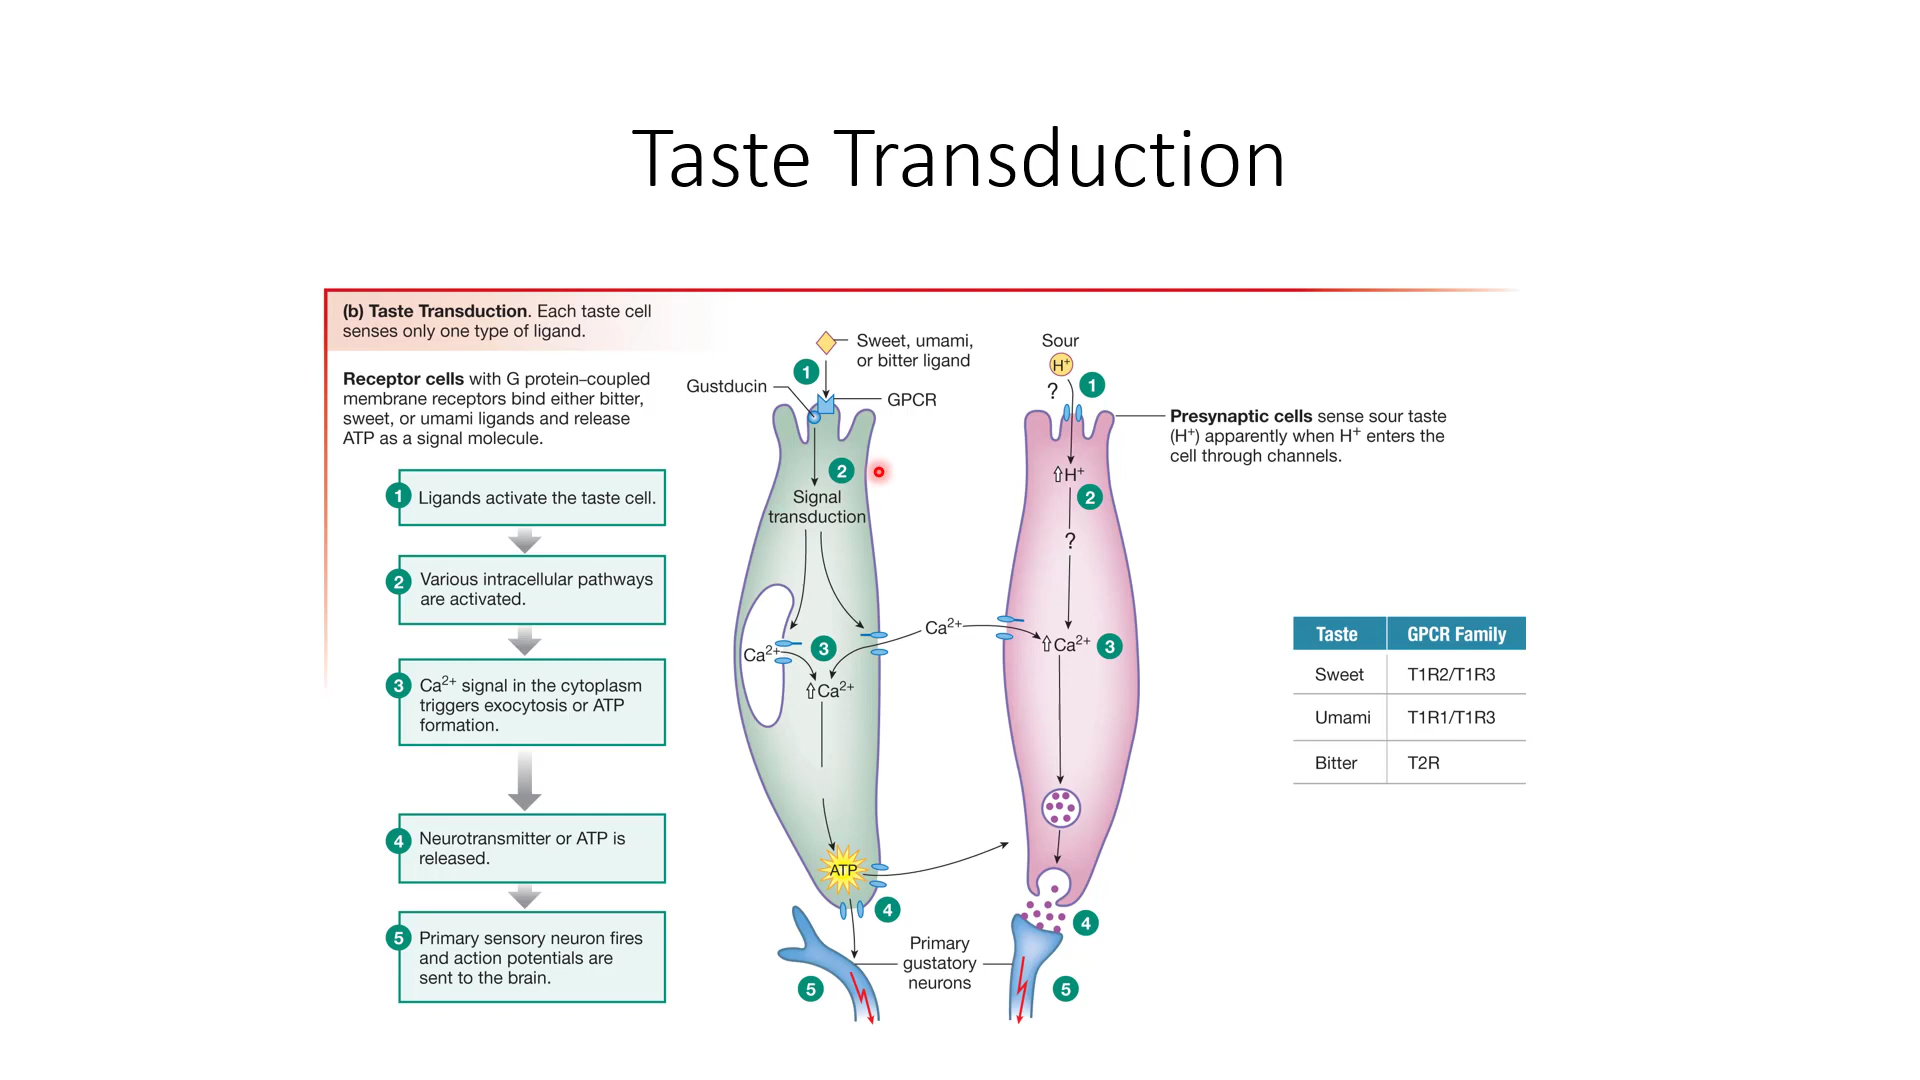 Taste Transduction
(b) Taste Transduction. Each taste cell
senses only one type of ligand.
Receptor cells with G protein–coupled
membrane receptors bind either bitter,
sweet, or umami ligands and release
ATP as a signal molecule.
1 Ligands activate the taste cell.
2 Various intracellular pathways
are activated.
3 Ca²⁺ signal in the cytoplasm
triggers exocytosis or ATP
formation.
4 Neurotransmitter or ATP is
released.
5 Primary sensory neuron fires
and action potentials are
sent to the brain.
Sweet, umami,
or bitter ligand
1
Gustducin
GPCR
2
Signal
transduction
Ca²⁺
3
⇧Ca²⁺
Ca²⁺
ATP
4
5
Primary
gustatory
neurons
Sour
H⁺
?
1
⇧H⁺
2
?
⇧Ca²⁺
3
4
5
Presynaptic cells sense sour taste
(H⁺) apparently when H⁺ enters the
cell through channels.
Taste GPCR Family
Sweet T1R2/T1R3
Umami T1R1/T1R3
Bitter T2R